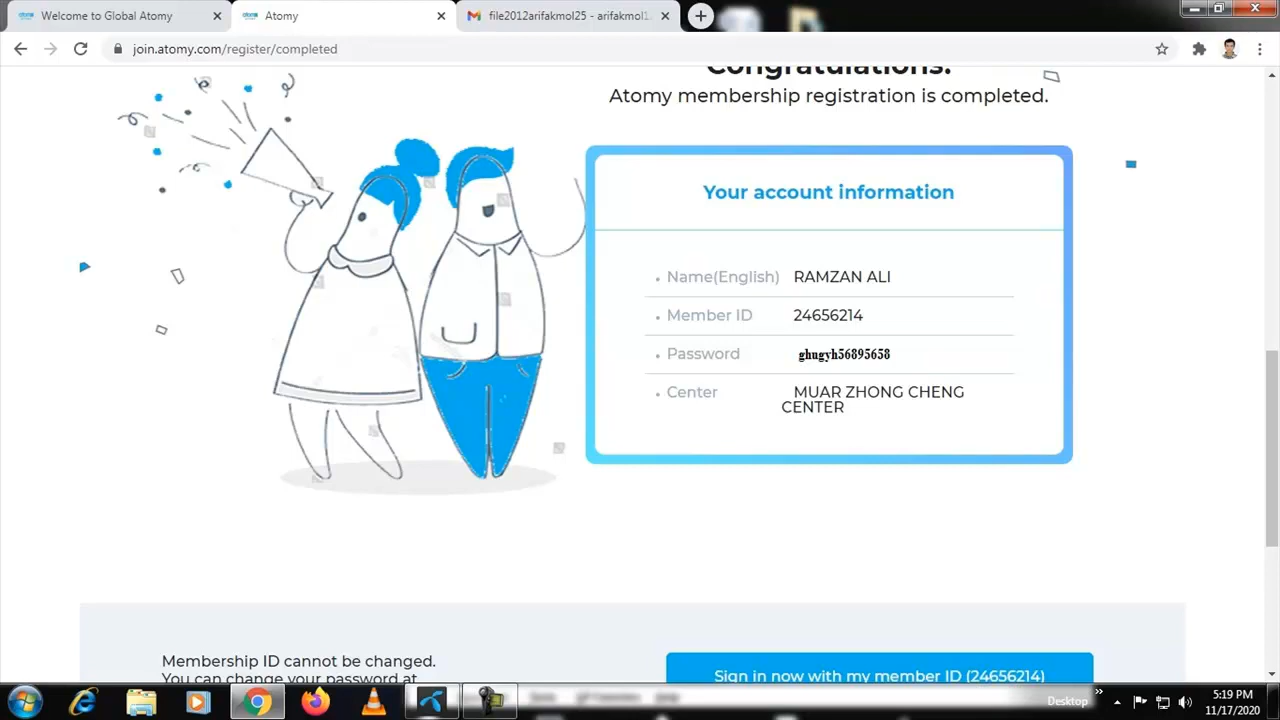 Welcome to Global Atomy
Atomy
file2012arifakmol25 - arifakmol1
join.atomy.com/register/completed
Congratulations.
Atomy membership registration is completed.
Your account information
Name(English) RAMZAN ALI
Member ID 24656214
Password ghugyh56895658
Center MUAR ZHONG CHENG
CENTER
Membership ID cannot be changed.
You can change your password at
Sign in now with my member ID (24656214)
Desktop
5:19 PM
11/17/2020